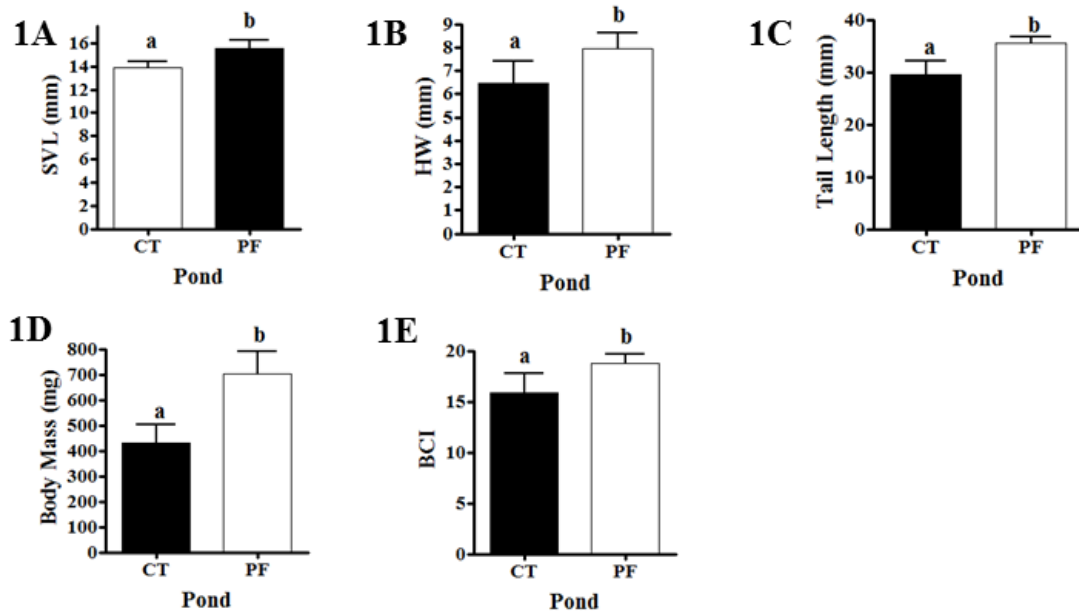 1A
SVL (mm)
16
14
12
10
8
6
4
2
0
a
b
CT
PF
Pond
1B
HW (mm)
9
8
7
6
5
4
3
2
1
0
a
b
CT
PF
Pond
1C
Tail Length (mm)
40
30
20
10
0
a
b
CT
PF
Pond
1D
Body Mass (mg)
800
700
600
500
400
300
200
100
0
a
b
CT
PF
Pond
1E
BCI
20
15
10
5
0
a
b
CT
PF
Pond